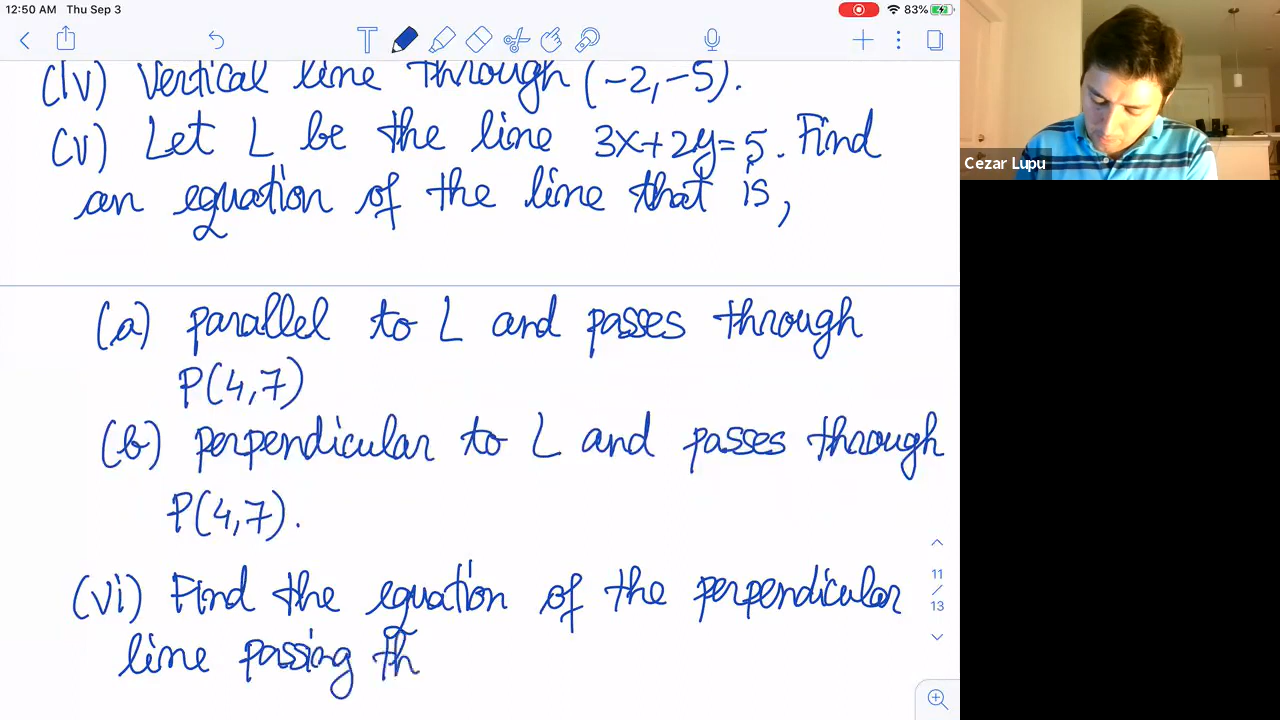 12:50 AM Thu Sep 3
83%
(iv) Vertical line through (-2,-5).
(v) Let L be the line 3x+2y=5. Find
an equation of the line that is,
(a) parallel to L and passes through
P(4,7)
(b) perpendicular to L and passes through
P(4,7).
(vi) Find the equation of the perpendicular
line passing th
11
/
13
Cezar Lupu